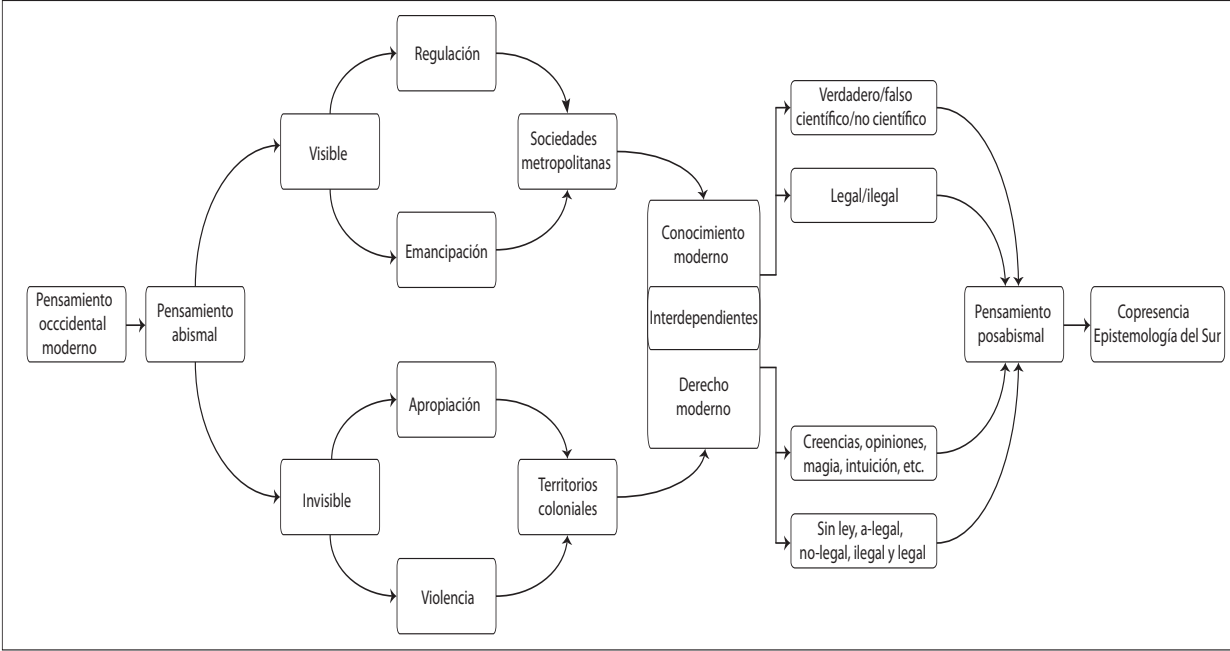 Pensamiento
occcidental
moderno
Pensamiento
abismal
Visible
Regulación
Emancipación
Sociedades
metropolitanas
Invisible
Apropiación
Violencia
Territorios
coloniales
Conocimiento
moderno
Interdependientes
Derecho
moderno
Verdadero/falso
científico/no científico
Legal/ilegal
Creencias, opiniones,
magia, intuición, etc.
Sin ley, a-legal,
no-legal, ilegal y legal
Pensamiento
posabismal
Copresencia
Epistemología del Sur